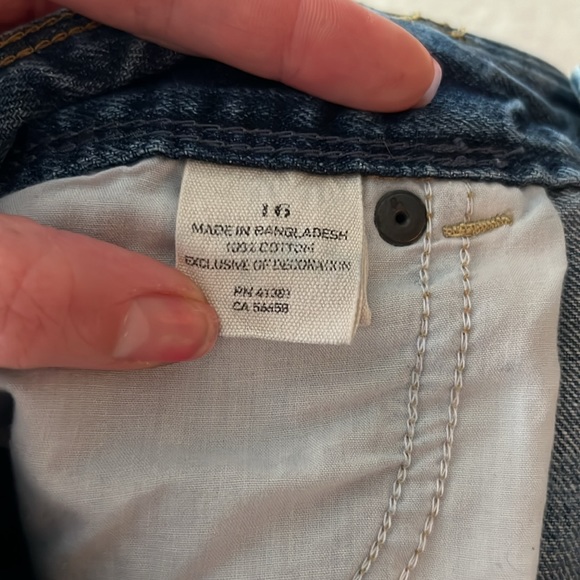 16
MADE IN BANGLADESH
100% COTTON
EXCLUSIVE OF DECORATION
RN 41381
CA 56658